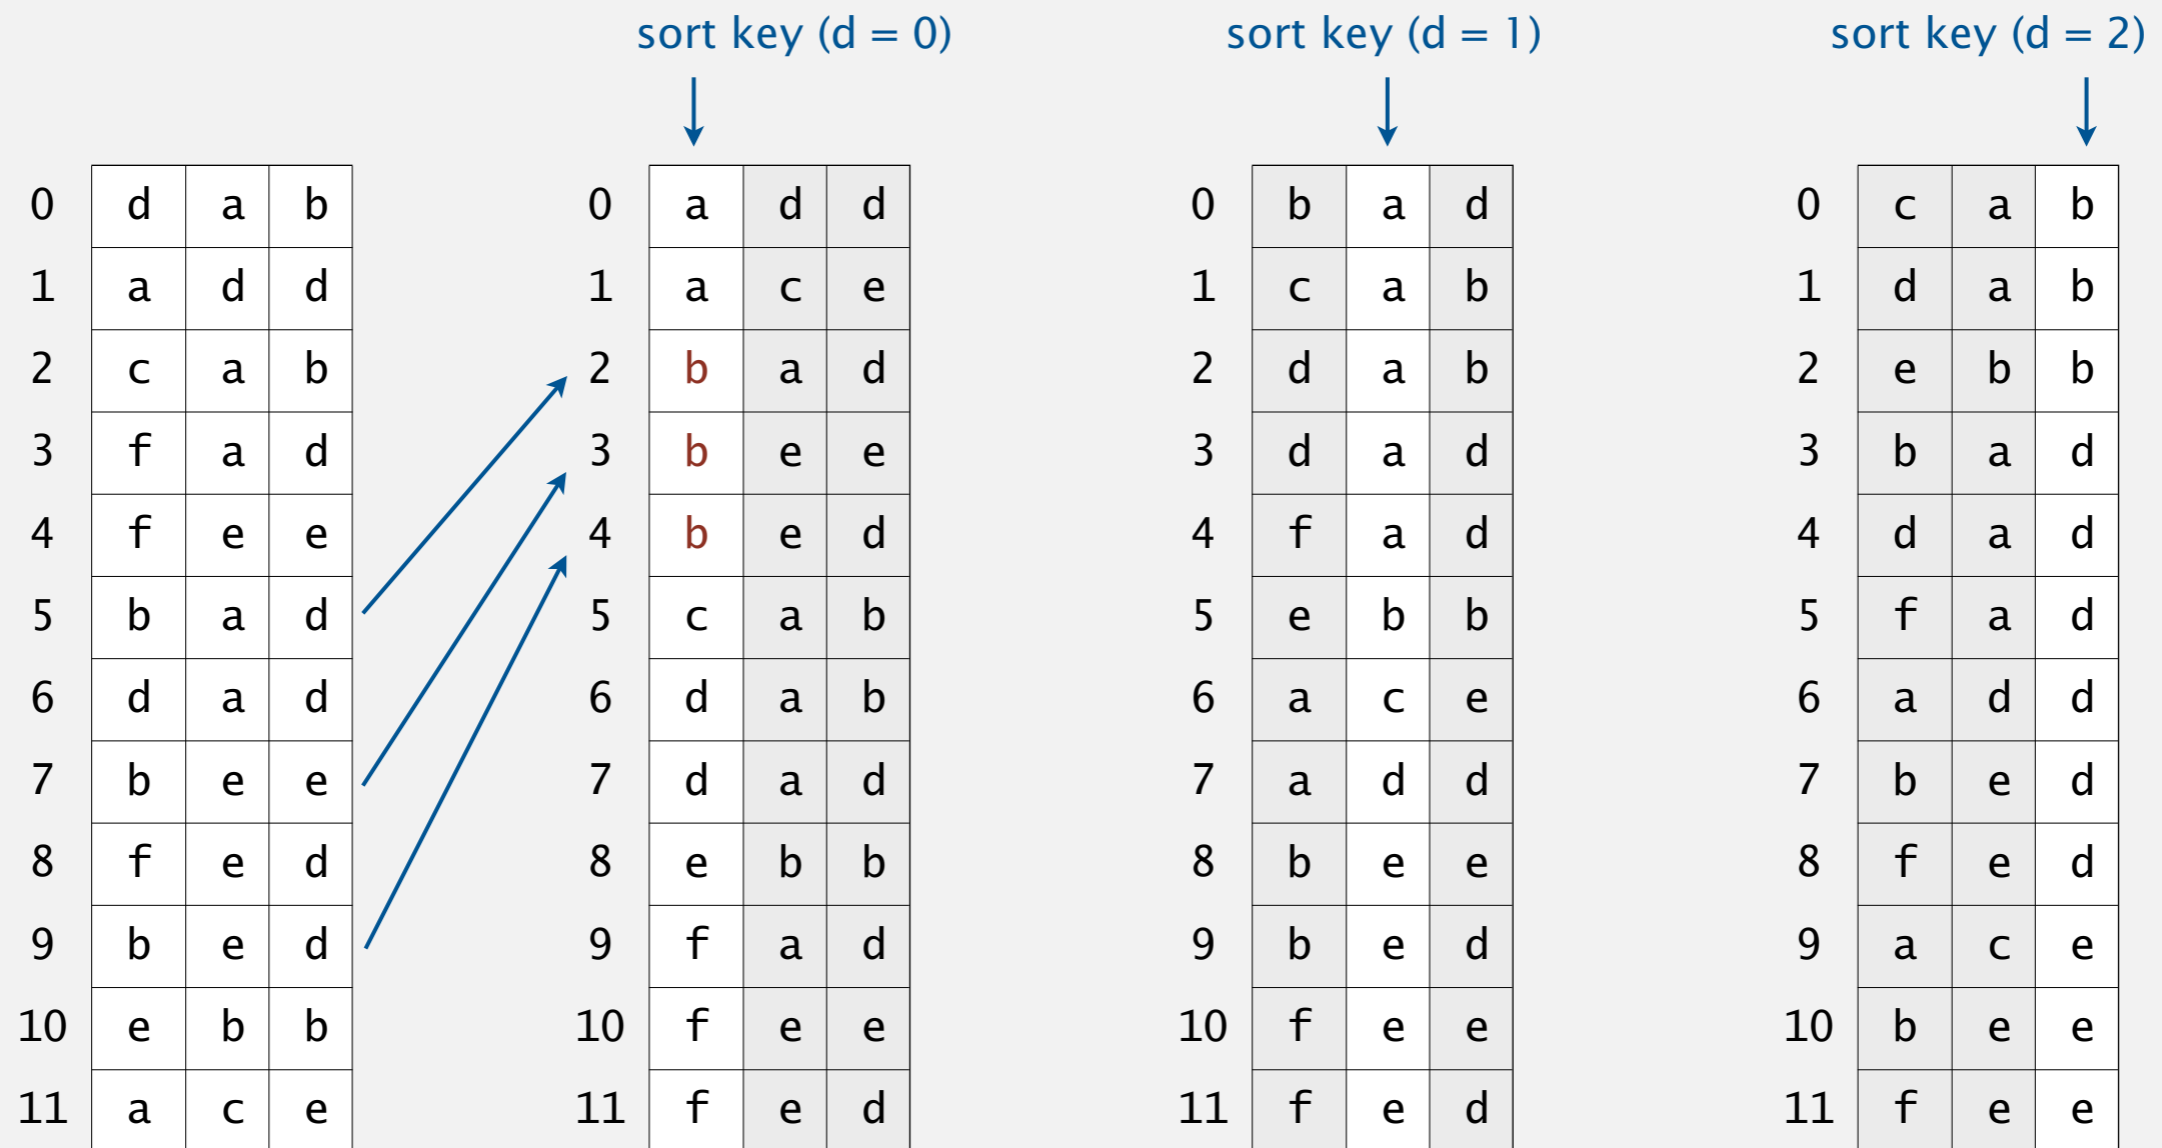 sort key (d = 0) sort key (d = 1) sort key (d = 2)
0 d a b 0 a d d 0 b a d 0 c a b
1 a d d 1 a c e 1 c a b 1 d a b
2 c a b 2 b a d 2 d a b 2 e b b
3 f a d 3 b e e 3 d a d 3 b a d
4 f e e 4 b e d 4 f a d 4 d a d
5 b a d 5 c a b 5 e b b 5 f a d
6 d a d 6 d a b 6 a c e 6 a d d
7 b e e 7 d a d 7 a d d 7 b e d
8 f e d 8 e b b 8 b e e 8 f e d
9 b e d 9 f a d 9 b e d 9 a c e
10 e b b 10 f e e 10 f e e 10 b e e
11 a c e 11 f e d 11 f e d 11 f e e